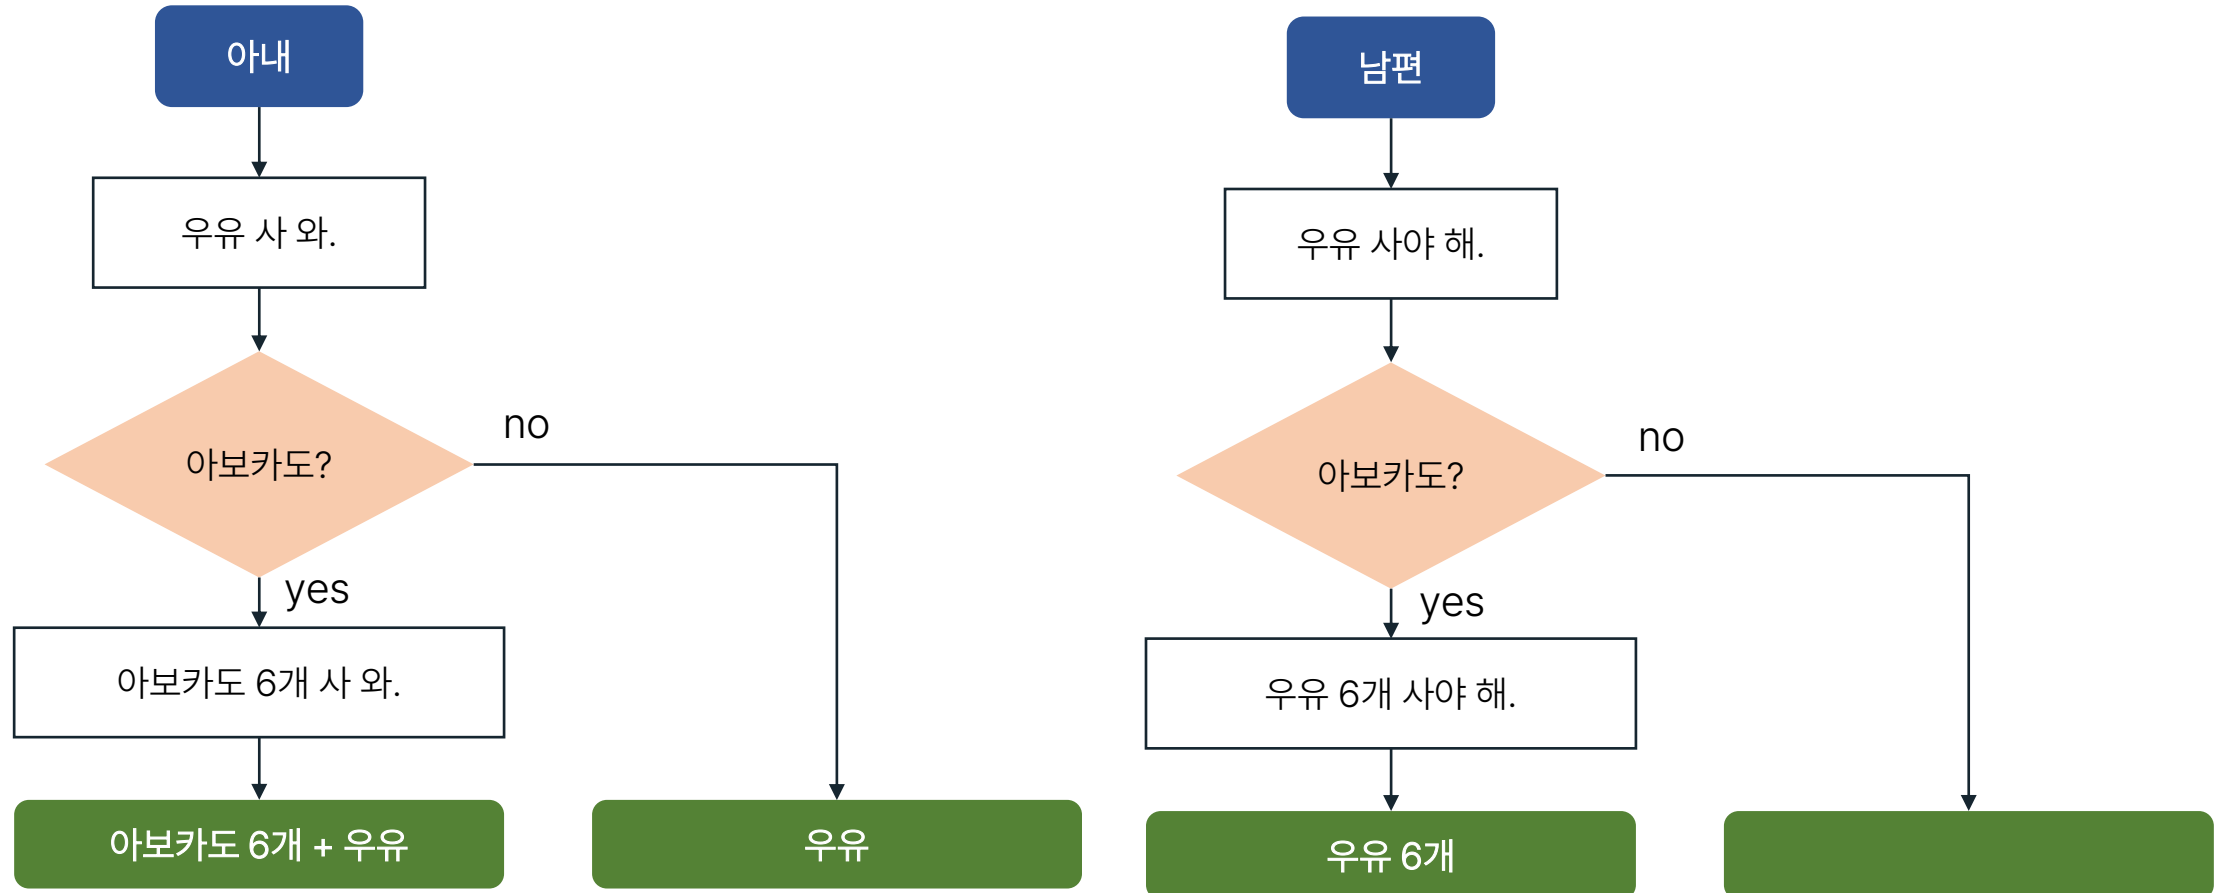 아내
우유 사 와.
아보카도?
no
yes
아보카도 6개 사 와.
아보카도 6개 + 우유
우유
남편
우유 사야 해.
아보카도?
no
yes
우유 6개 사야 해.
우유 6개